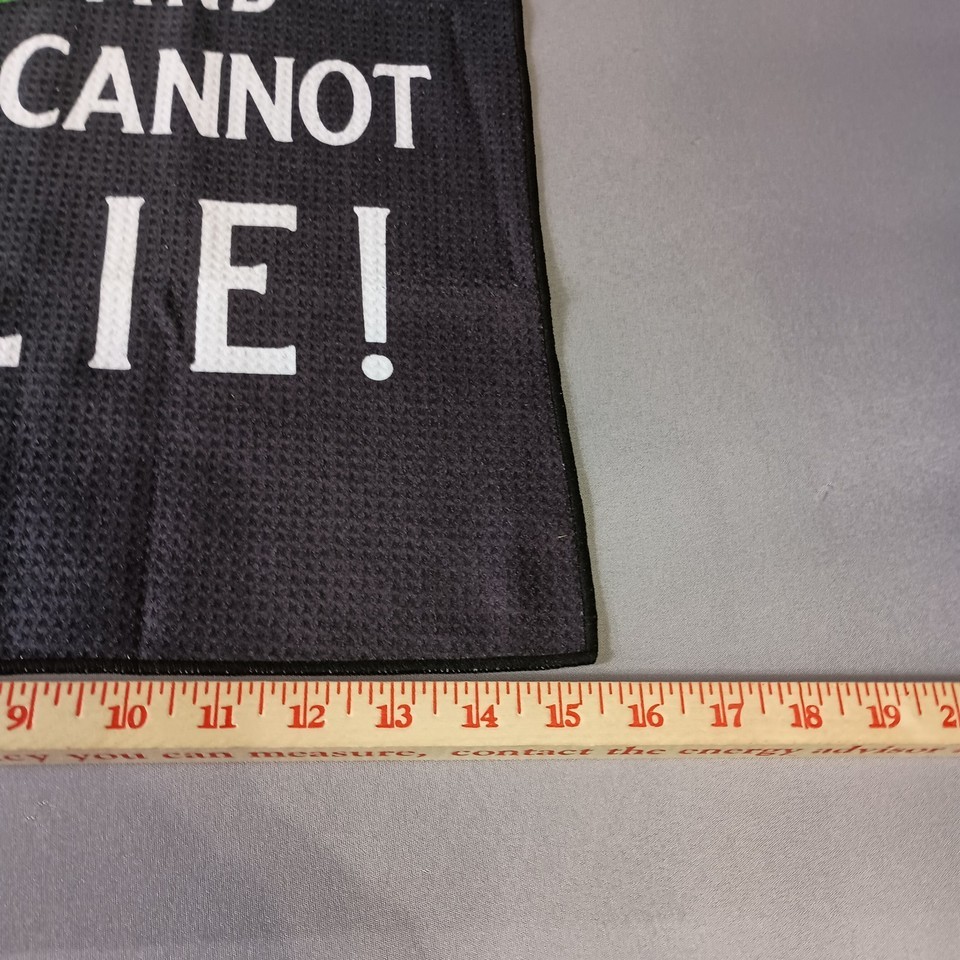 AND
CANNOT
LIE!
9 10 11 12 13 14 15 16 17 18 19
you can measure, contact the energy advisor